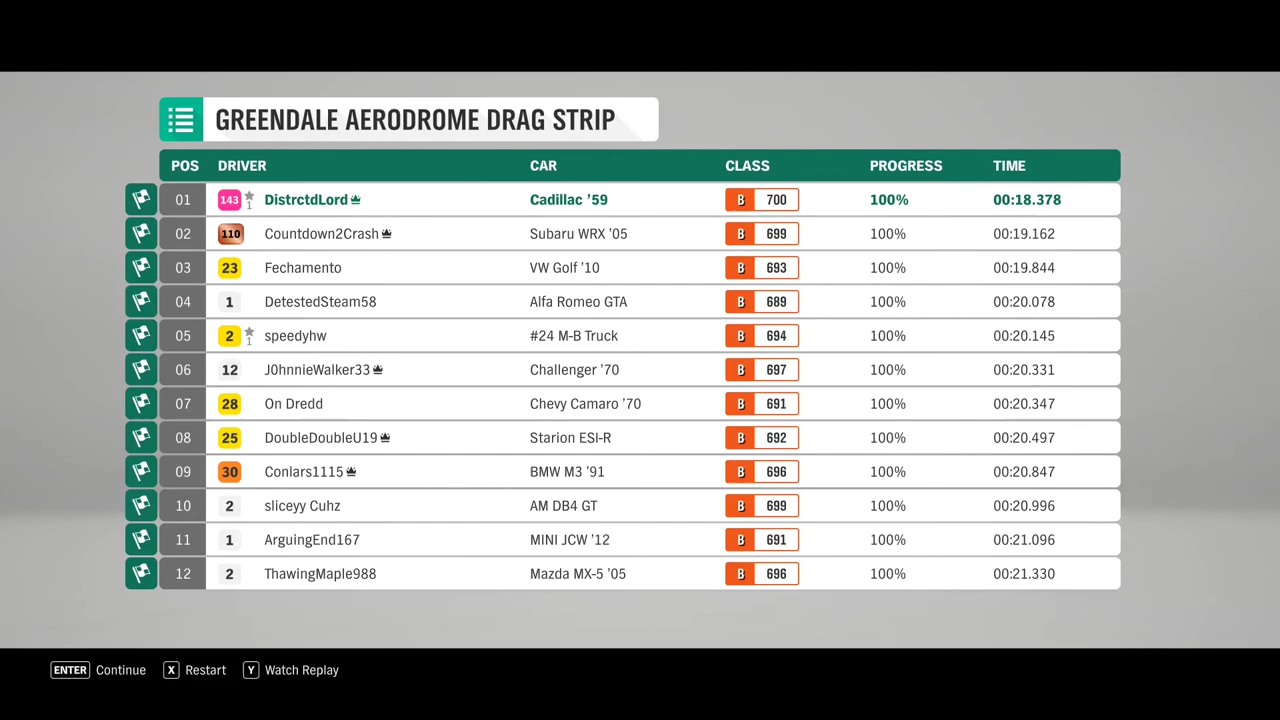 GREENDALE AERODROME DRAG STRIP
POS DRIVER CAR CLASS PROGRESS TIME
01 143 1 DistrctdLord Cadillac '59 B 700 100% 00:18.378
02 110 Countdown2Crash Subaru WRX '05 B 699 100% 00:19.162
03 23 Fechamento VW Golf '10 B 693 100% 00:19.844
04 1 DetestedSteam58 Alfa Romeo GTA B 689 100% 00:20.078
05 2 1 speedyhw #24 M-B Truck B 694 100% 00:20.145
06 12 J0hnnieWalker33 Challenger '70 B 697 100% 00:20.331
07 28 On Dredd Chevy Camaro '70 B 691 100% 00:20.347
08 25 DoubleDoubleU19 Starion ESI-R B 692 100% 00:20.497
09 30 Conlars1115 BMW M3 '91 B 696 100% 00:20.847
10 2 sliceyy Cuhz AM DB4 GT B 699 100% 00:20.996
11 1 ArguingEnd167 MINI JCW '12 B 691 100% 00:21.096
12 2 ThawingMaple988 Mazda MX-5 '05 B 696 100% 00:21.330
ENTER Continue X Restart Y Watch Replay